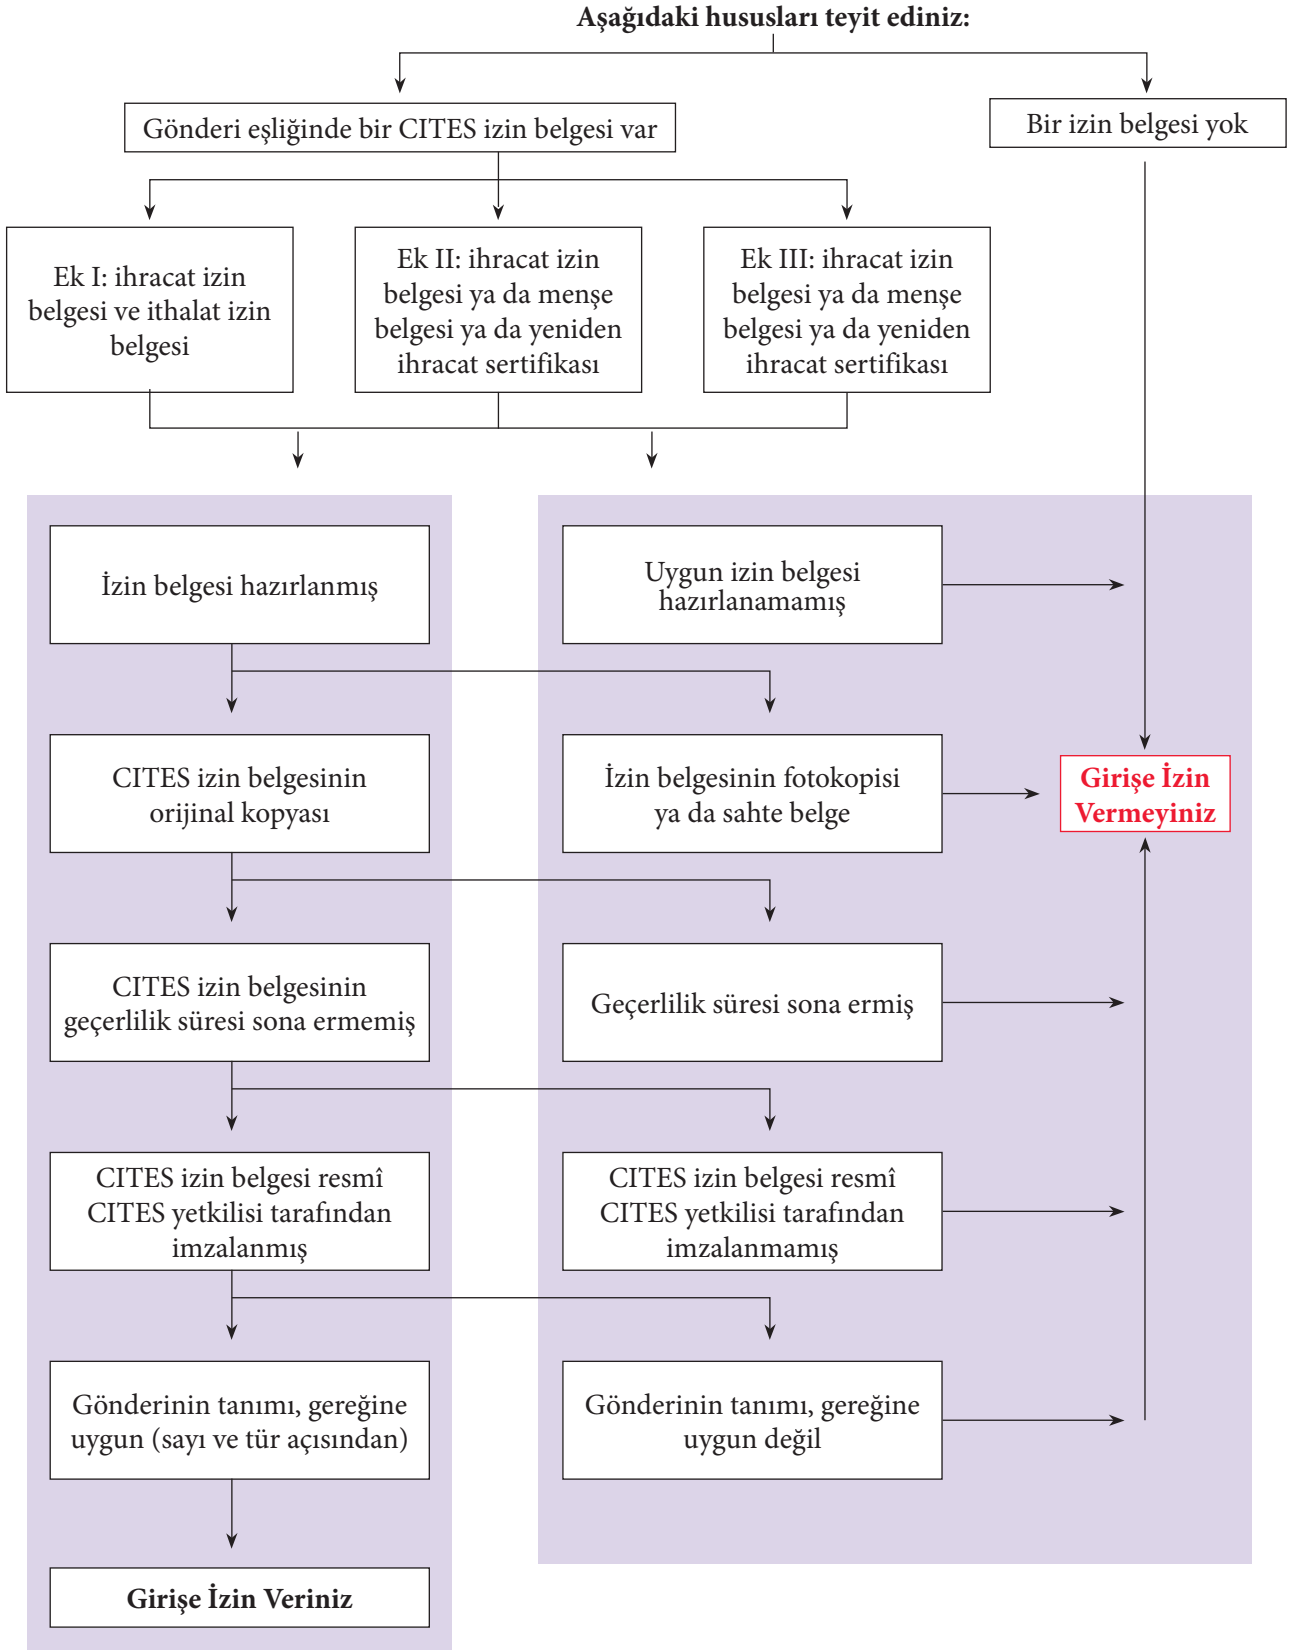 Aşağıdaki hususları teyit ediniz:
Gönderi eşliğinde bir CITES izin belgesi var
Bir izin belgesi yok
Ek I: ihracat izin
belgesi ve ithalat izin
belgesi
Ek II: ihracat izin
belgesi ya da menşe
belgesi ya da yeniden
ihracat sertifikası
Ek III: ihracat izin
belgesi ya da menşe
belgesi ya da yeniden
ihracat sertifikası
İzin belgesi hazırlanmış
Uygun izin belgesi
hazırlanamamış
CITES izin belgesinin
orijinal kopyası
İzin belgesinin fotokopisi
ya da sahte belge
Girişe İzin
Vermeyiniz
CITES izin belgesinin
geçerlilik süresi sona ermemiş
Geçerlilik süresi sona ermiş
CITES izin belgesi resmî
CITES yetkilisi tarafından
imzalanmış
CITES izin belgesi resmî
CITES yetkilisi tarafından
imzalanmamış
Gönderinin tanımı, gereğine
uygun (sayı ve tür açısından)
Gönderinin tanımı, gereğine
uygun değil
Girişe İzin Veriniz